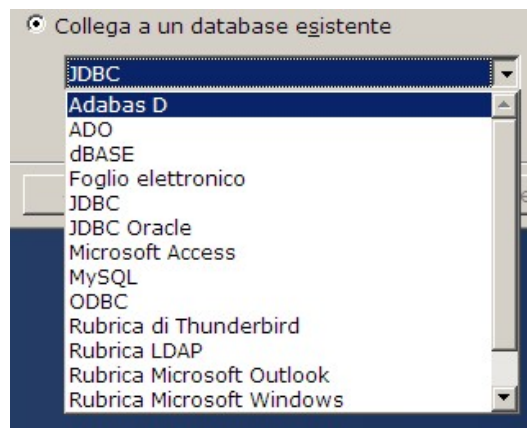 Collega a un database esistente
JDBC
Adabas D
ADO
dBASE
Foglio elettronico
JDBC
JDBC Oracle
Microsoft Access
MySQL
ODBC
Rubrica di Thunderbird
Rubrica LDAP
Rubrica Microsoft Outlook
Rubrica Microsoft Windows